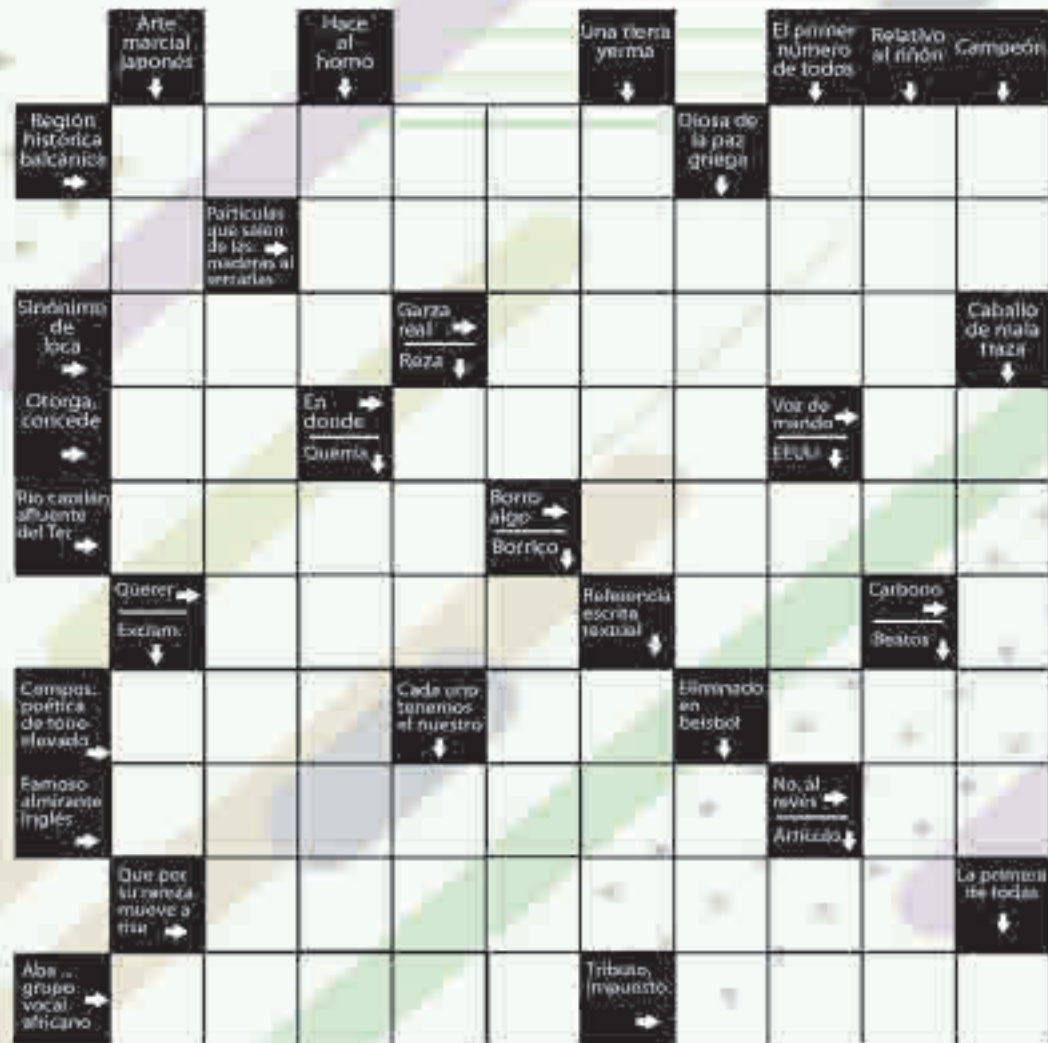 Arte
marcial
japonés
Hace
al
horno
Una tierra
yerma
El primer
número
de todos
Relativo
al riñón
Campeón
Región
histórica
balcánica
Diosa de
la paz
griega
Partículas
que salen
de las
maderas al
serrarlas
Sinónimo
de
loca
Garza
real
Reza
Caballo
de mala
traza
Otorga,
concede
En
donde
Quería
Voz de
mando
EEUU
Río catalán
afluente
del Ter
Borro
algo
Borrico
Querer
Exclam.
Referencia
escrita
textual
Carbono
Beatos
Compos.
poética
de tono
elevado
Cada uno
tenemos
el nuestro
Eliminado
en
beisbol
Famoso
almirante
inglés
No, al
revés
Artículo
Que por
su rareza
mueve a
risa
La primera
de todas
Aba ...
grupo
vocal
africano
Tributo,
impuesto